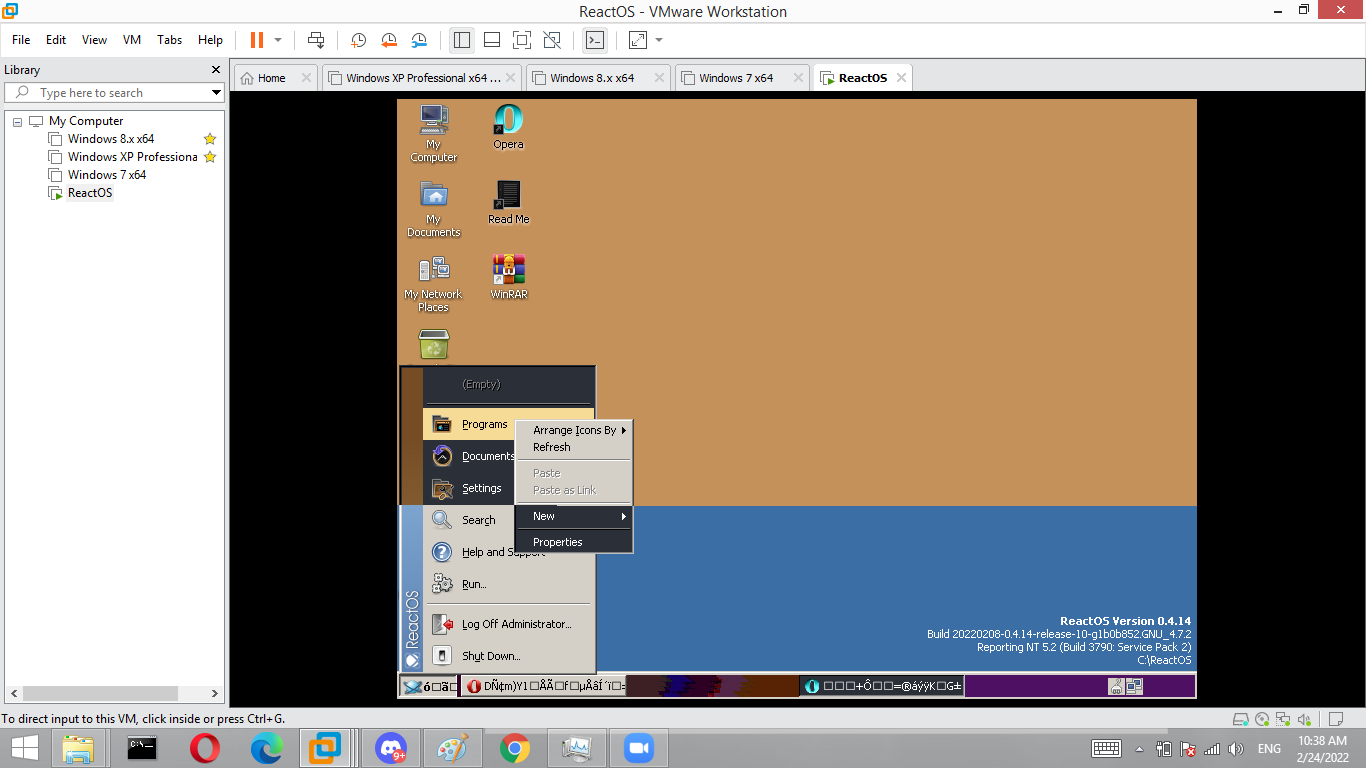 ReactOS - VMware Workstation
File Edit View VM Tabs Help
Library
Type here to search
My Computer
Windows 8.x x64
Windows XP Professiona
Windows 7 x64
ReactOS
Home
Windows XP Professional x64 ...
Windows 8.x x64
Windows 7 x64
ReactOS
My
Computer
Opera
My
Documents
Read Me
My Network
Places
WinRAR
(Empty)
Programs
Documents
Settings
Search
Help and Support
Run...
Log Off Administrator...
Shut Down...
ReactOS
Arrange Icons By
Refresh
Paste
Paste as Link
New
Properties
ReactOS Version 0.4.14
Build 20220208-0.4.14-release-10-g1b0b852.GNU_4.7.2
Reporting NT 5.2 (Build 3790: Service Pack 2)
C:\ReactOS
To direct input to this VM, click inside or press Ctrl+G.
C:\
9+
ENG
10:38 AM
2/24/2022